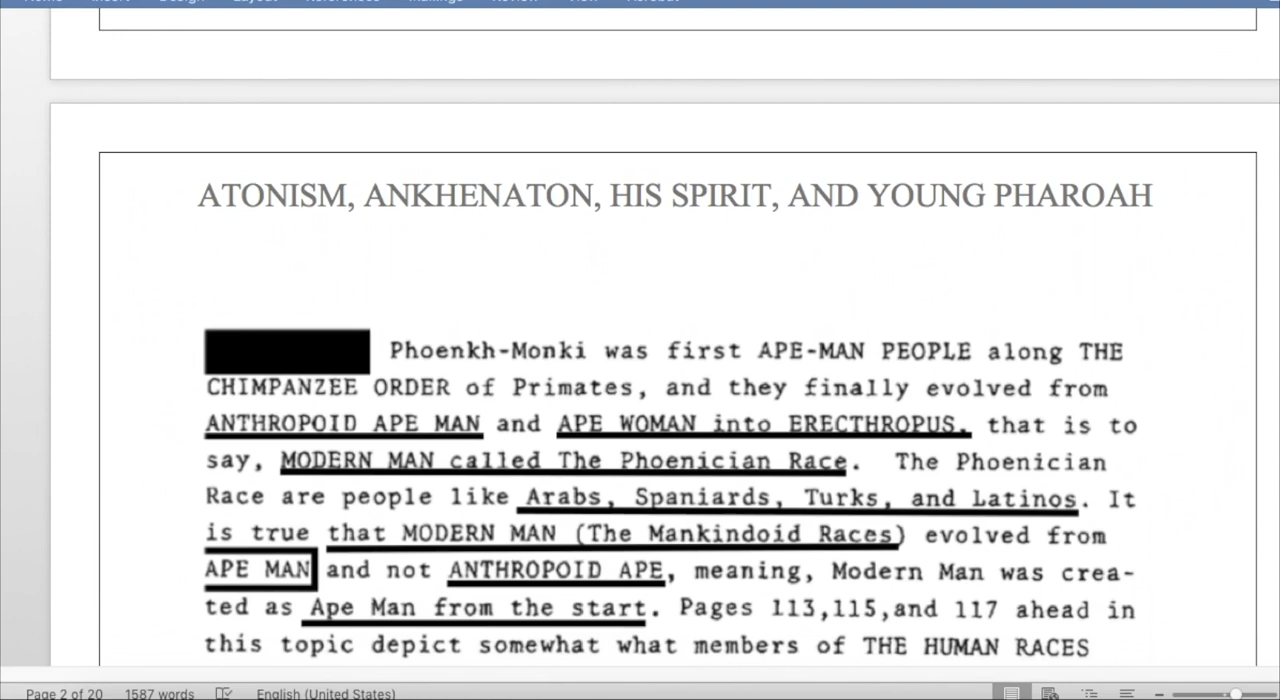 ATONISM, ANKHENATON, HIS SPIRIT, AND YOUNG PHAROAH
Phoenkh-Monki was first APE-MAN PEOPLE along THE
CHIMPANZEE ORDER of Primates, and they finally evolved from
ANTHROPOID APE MAN and APE WOMAN into ERECTHROPUS, that is to
say, MODERN MAN called The Phoenician Race. The Phoenician
Race are people like Arabs, Spaniards, Turks, and Latinos. It
is true that MODERN MAN (The Mankindoid Races) evolved from
APE MAN and not ANTHROPOID APE, meaning, Modern Man was crea-
ted as Ape Man from the start. Pages 113,115,and 117 ahead in
this topic depict somewhat what members of THE HUMAN RACES
Page 2 of 20 1587 words English (United States)